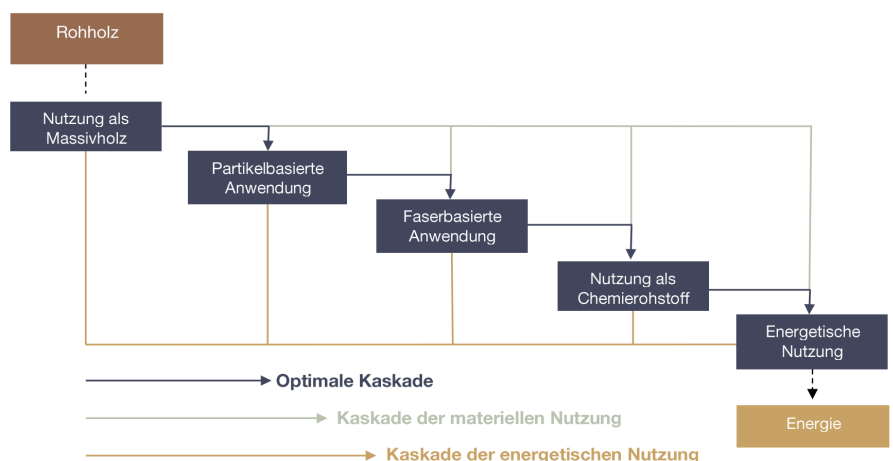 Rohholz
Nutzung als
Massivholz
Partikelbasierte
Anwendung
Faserbasierte
Anwendung
Nutzung als
Chemierohstoff
Energetische
Nutzung
Optimale Kaskade
Kaskade der materiellen Nutzung
Energie
Kaskade der energetischen Nutzung